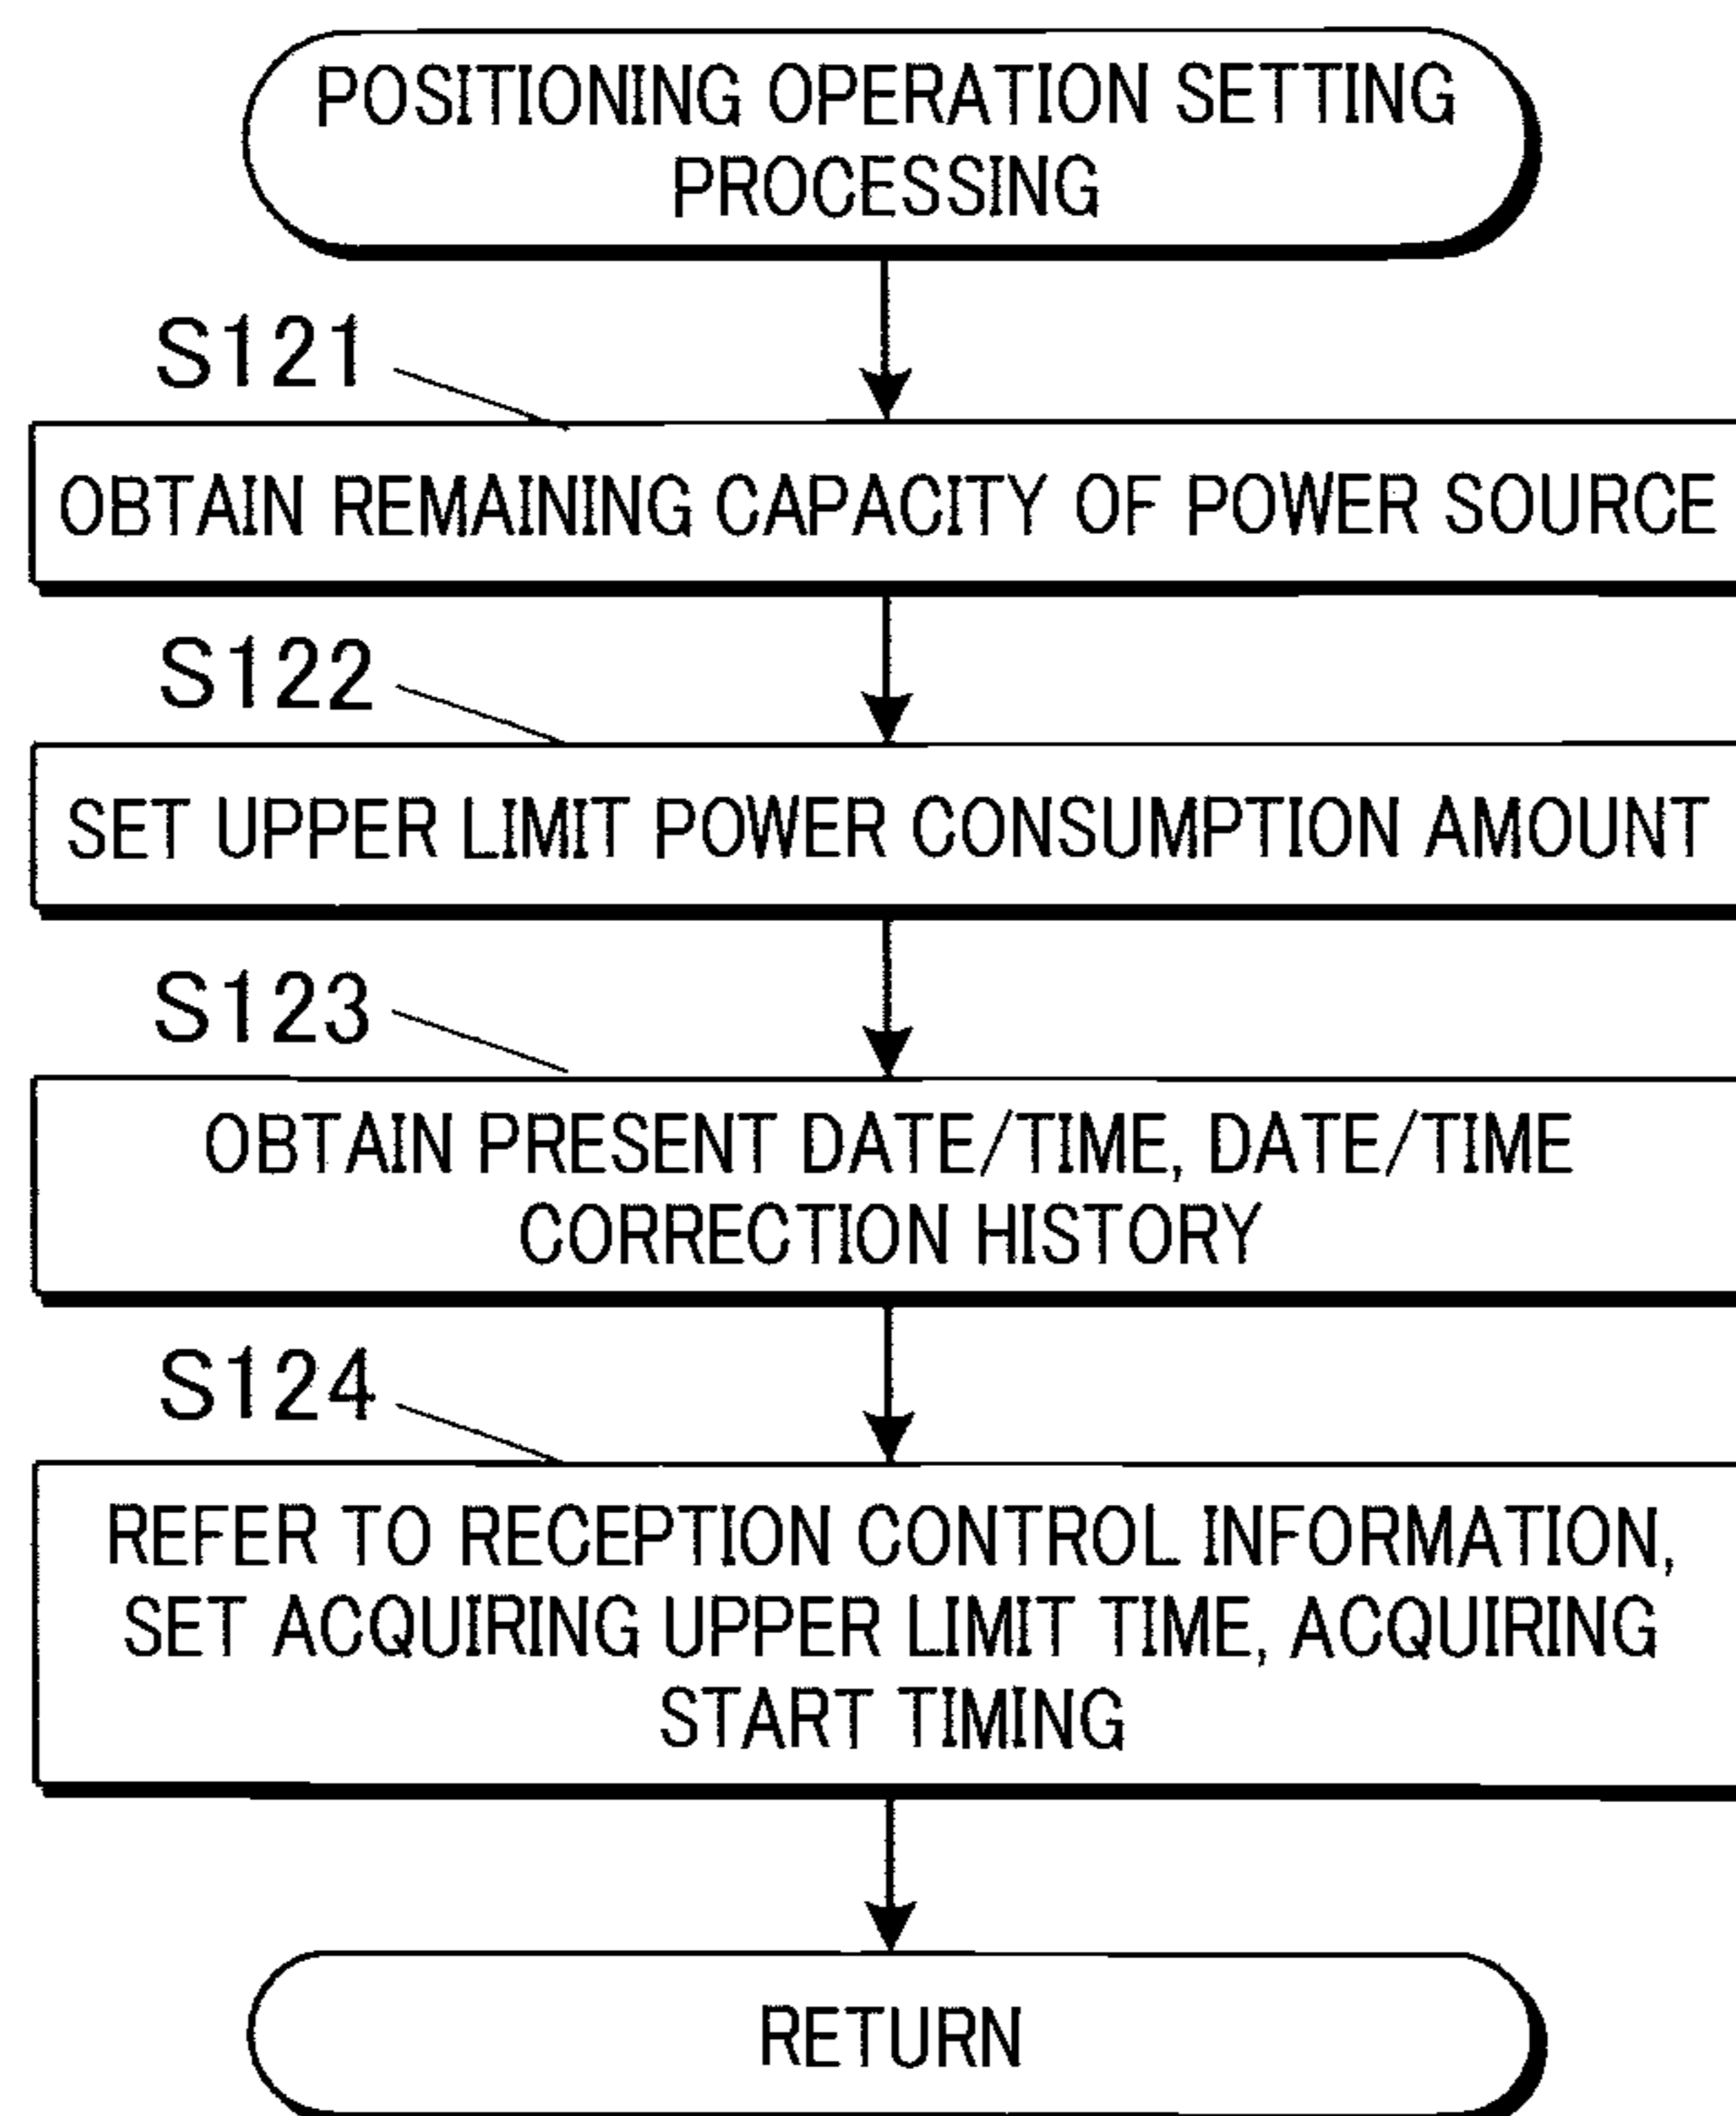 POSITIONING OPERATION SETTING
PROCESSING
S121
OBTAIN REMAINING CAPACITY OF POWER SOURCE
S122
SET UPPER LIMIT POWER CONSUMPTION AMOUNT
S123
OBTAIN PRESENT DATE/TIME, DATE/TIME
CORRECTION HISTORY
S124
REFER TO RECEPTION CONTROL INFORMATION,
SET ACQUIRING UPPER LIMIT TIME, ACQUIRING
START TIMING
RETURN